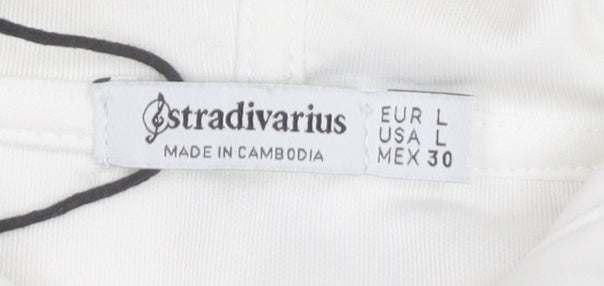 stradivarius
MADE IN CAMBODIA
EUR L
USA L
MEX 30